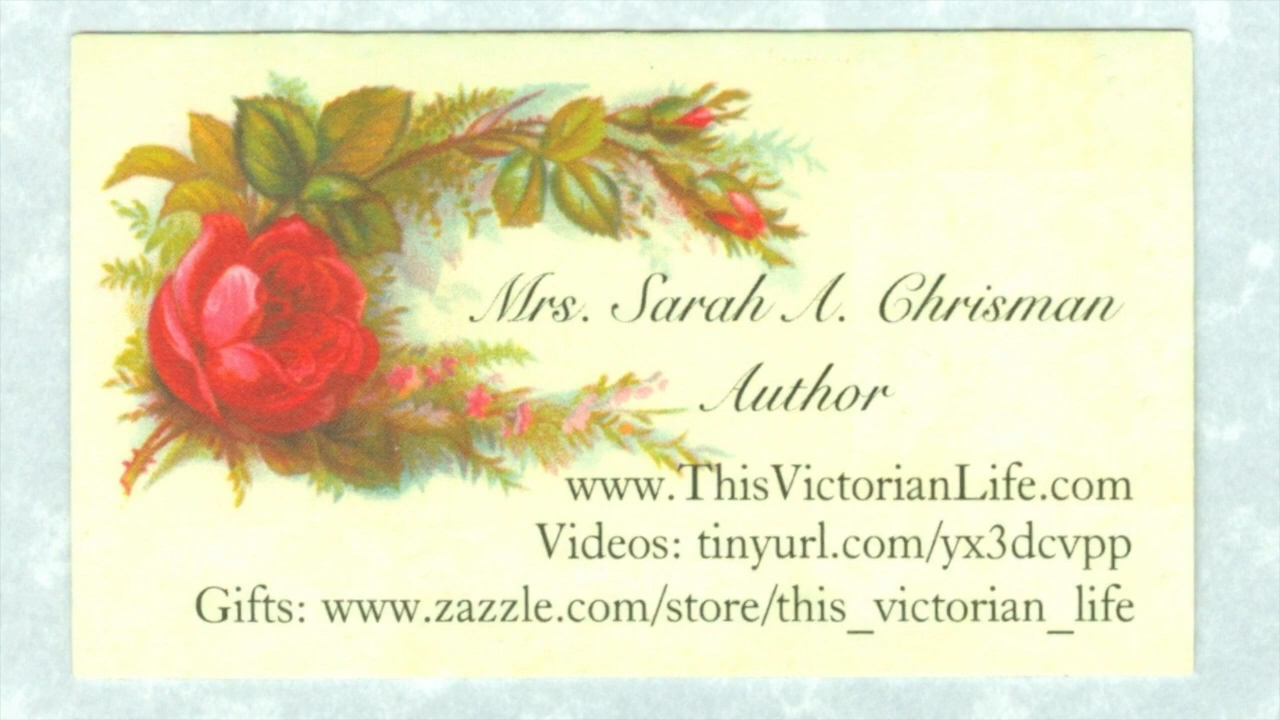 Mrs. Sarah A. Chrisman
Author
www.ThisVictorianLife.com
Videos: tinyurl.com/yx3dcvpp
Gifts: www.zazzle.com/store/this_victorian_life